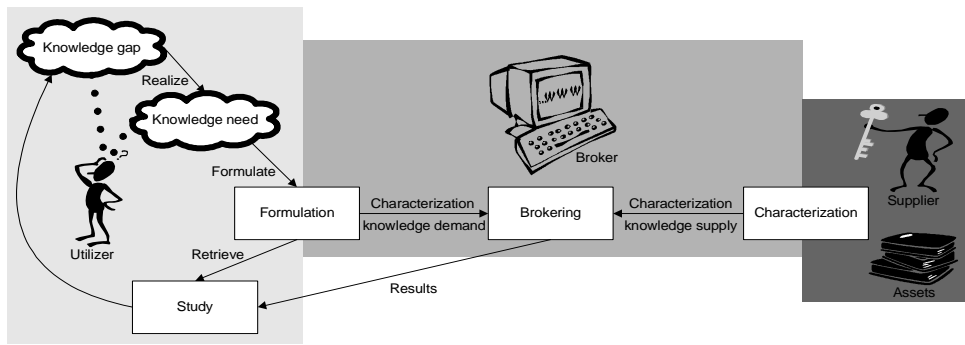 Knowledge gap
Realize
Knowledge need
Formulate
Utilizer
Formulation
Retrieve
Study
Characterization
knowledge demand
Results
WWW
Broker
Brokering
Characterization
knowledge supply
Characterization
Supplier
Assets